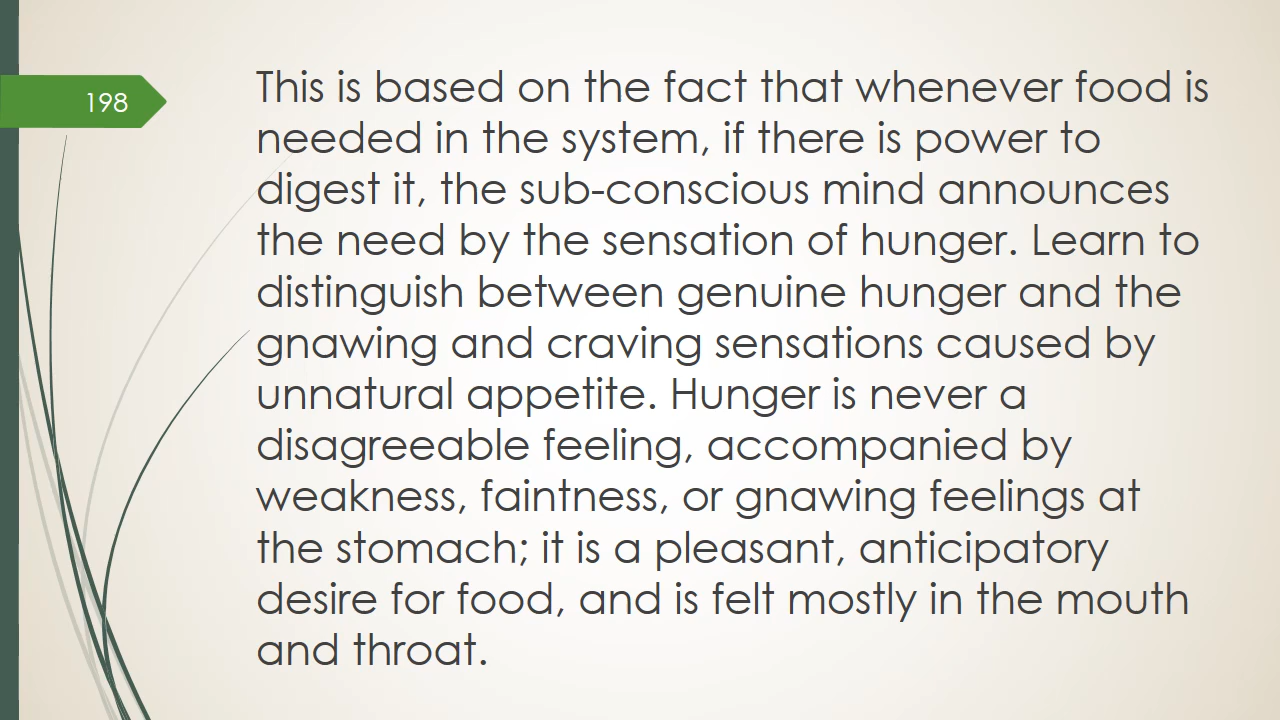 198
This is based on the fact that whenever food is
needed in the system, if there is power to
digest it, the sub-conscious mind announces
the need by the sensation of hunger. Learn to
distinguish between genuine hunger and the
gnawing and craving sensations caused by
unnatural appetite. Hunger is never a
disagreeable feeling, accompanied by
weakness, faintness, or gnawing feelings at
the stomach; it is a pleasant, anticipatory
desire for food, and is felt mostly in the mouth
and throat.